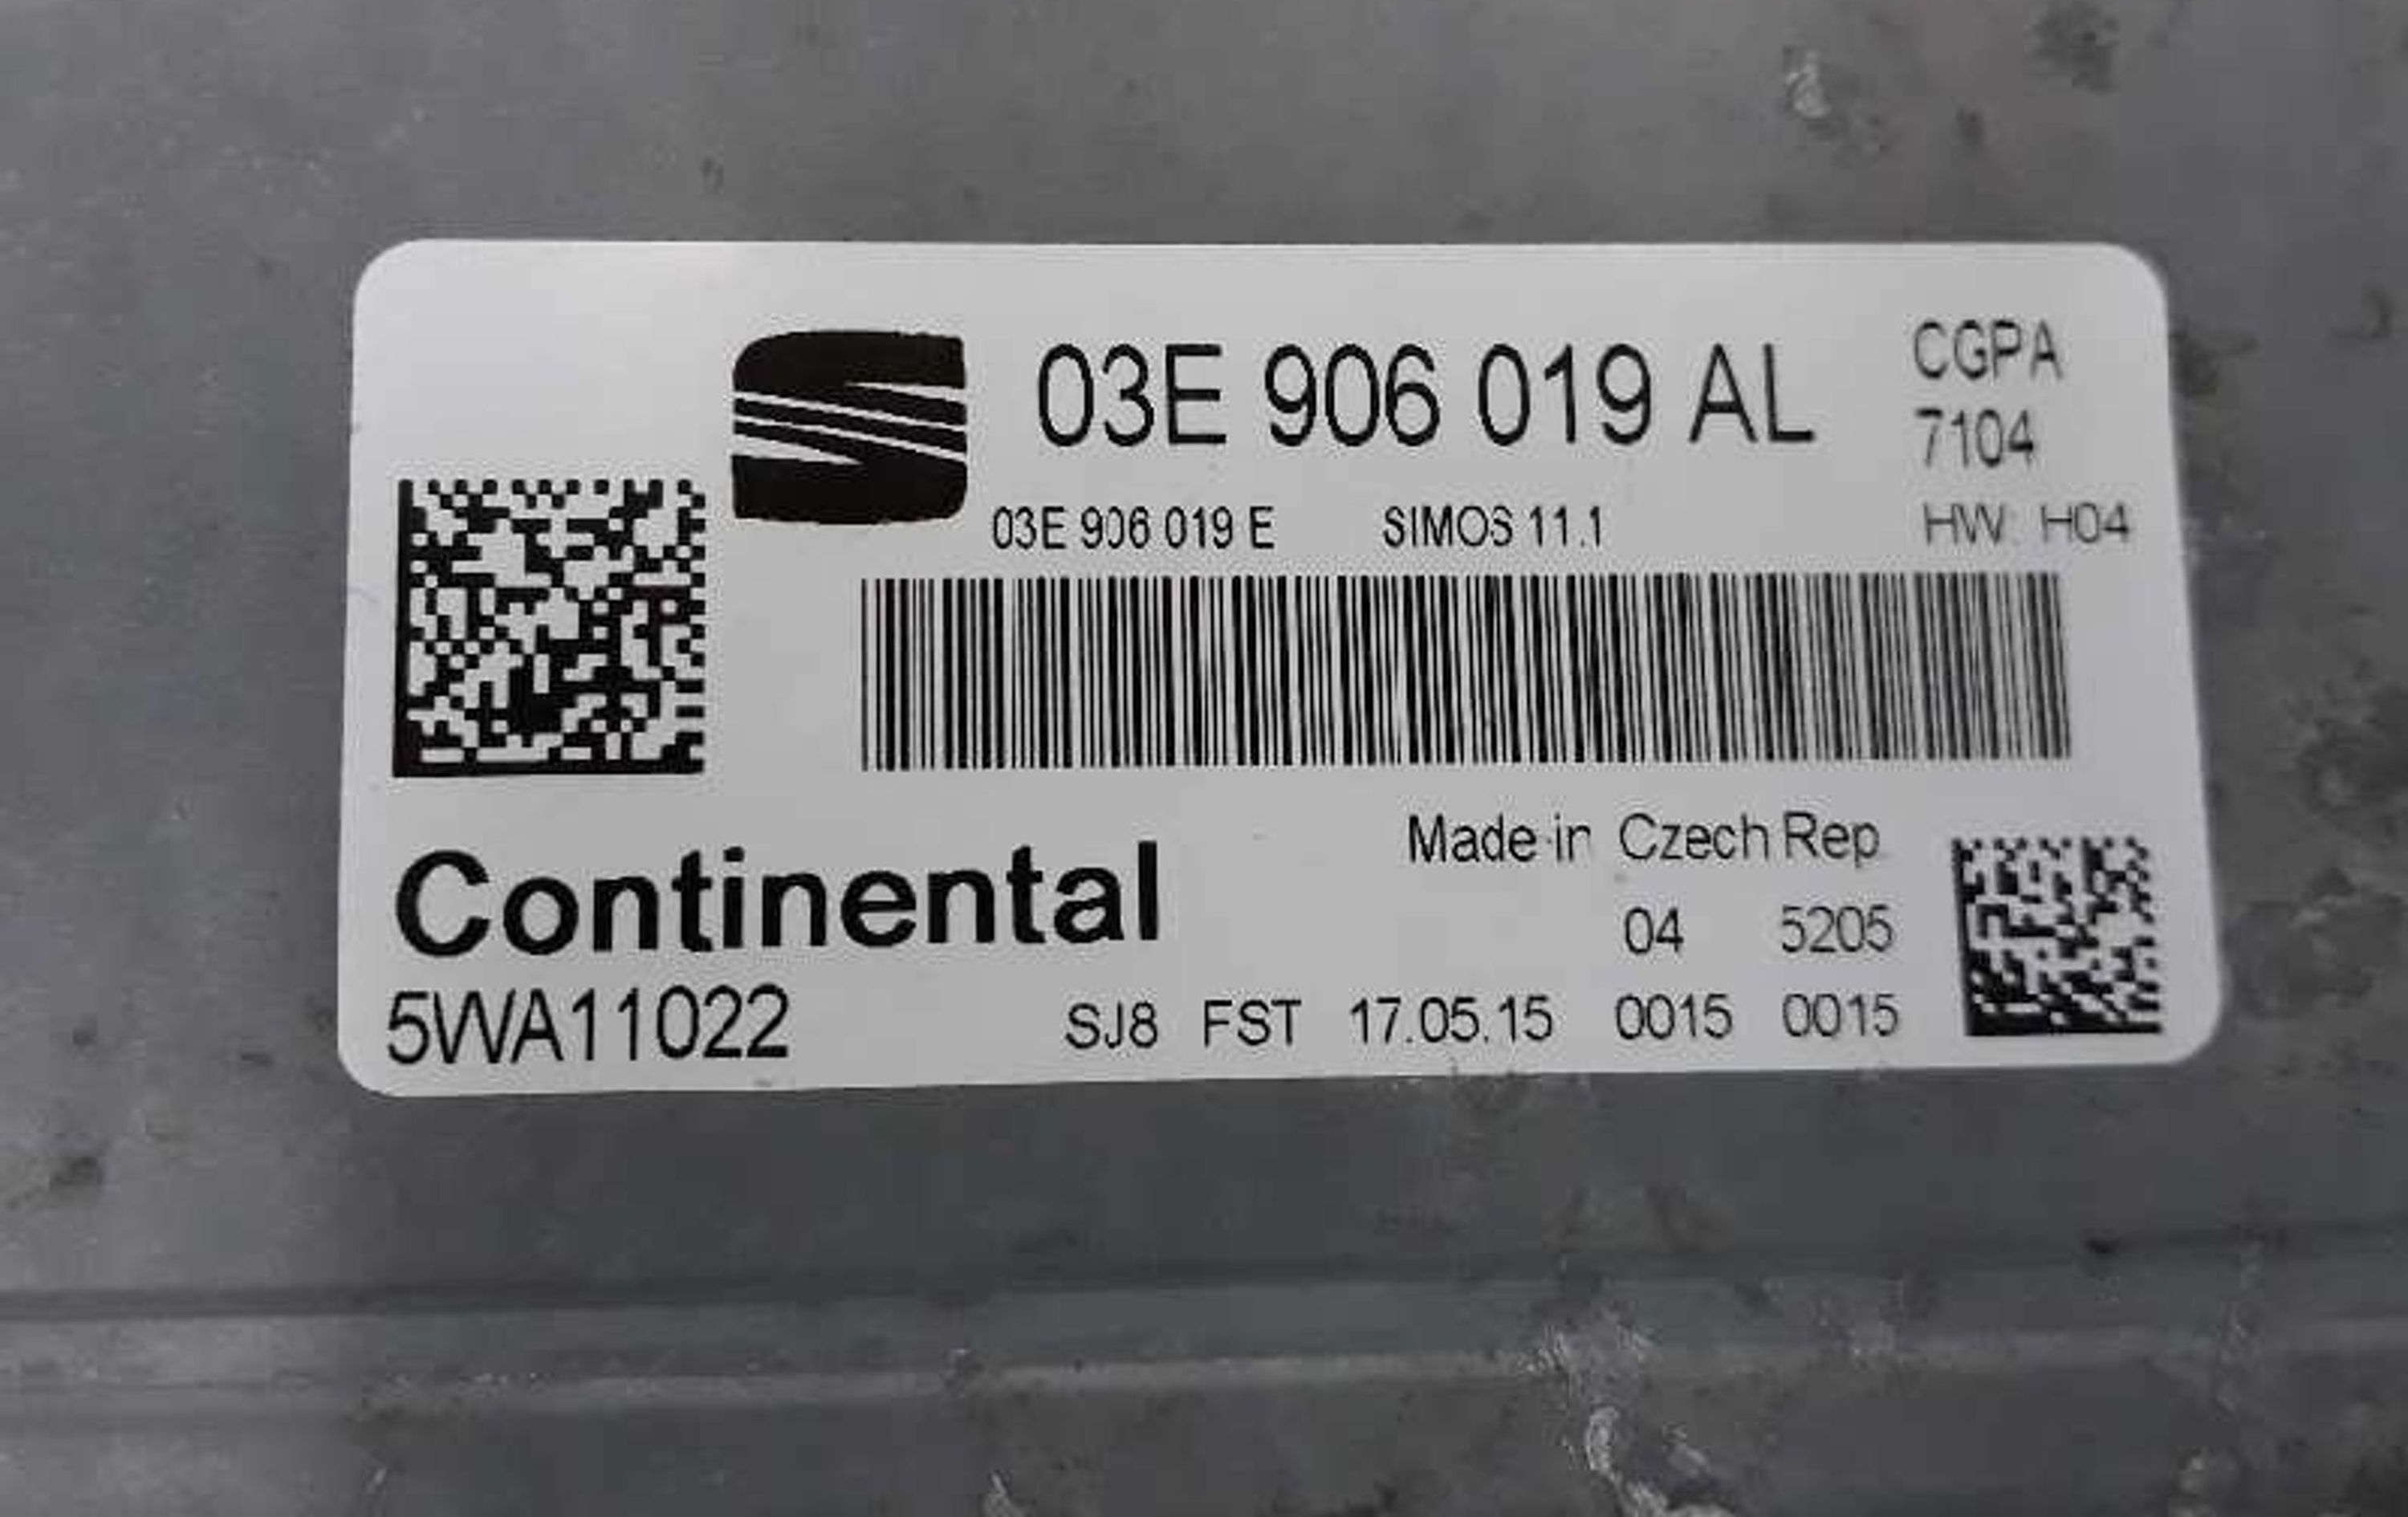 03E 906 019 AL
CGPA
7104
03E 906 019 E SIMOS 11.1 HW: H04
Made in Czech Rep
Continental
04 5205
5WA11022 SJ8 FST 17.05.15 0015 0015